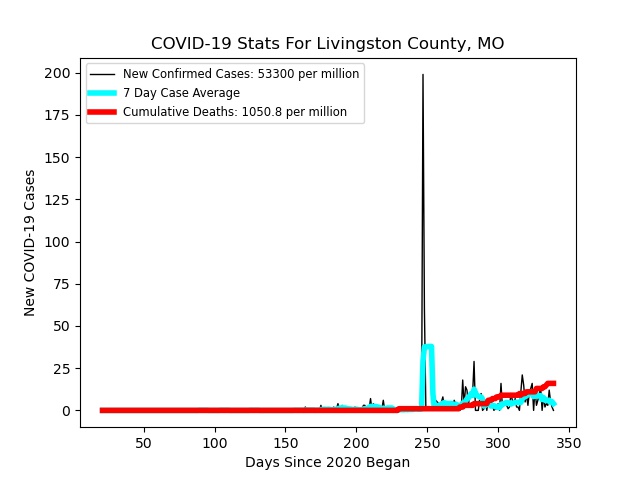 COVID-19 Stats For Livingston County, MO
New Confirmed Cases: 53300 per million
7 Day Case Average
Cumulative Deaths: 1050.8 per million
New COVID-19 Cases
200
175
150
125
100
75
50
25
0
50
100
150
200
250
300
350
Days Since 2020 Began